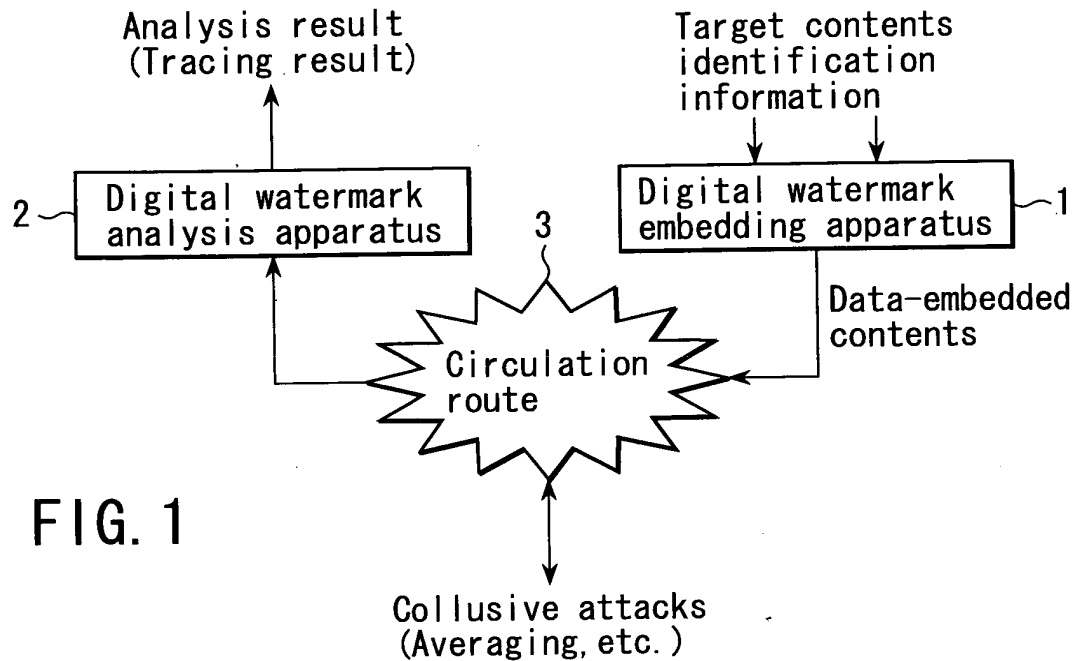 Analysis result
(Tracing result)
Target contents
identification
information
2
Digital watermark
analysis apparatus
Digital watermark
embedding apparatus
1
3
Data-embedded
contents
Circulation
route
FIG. 1
Collusive attacks
(Averaging, etc.)